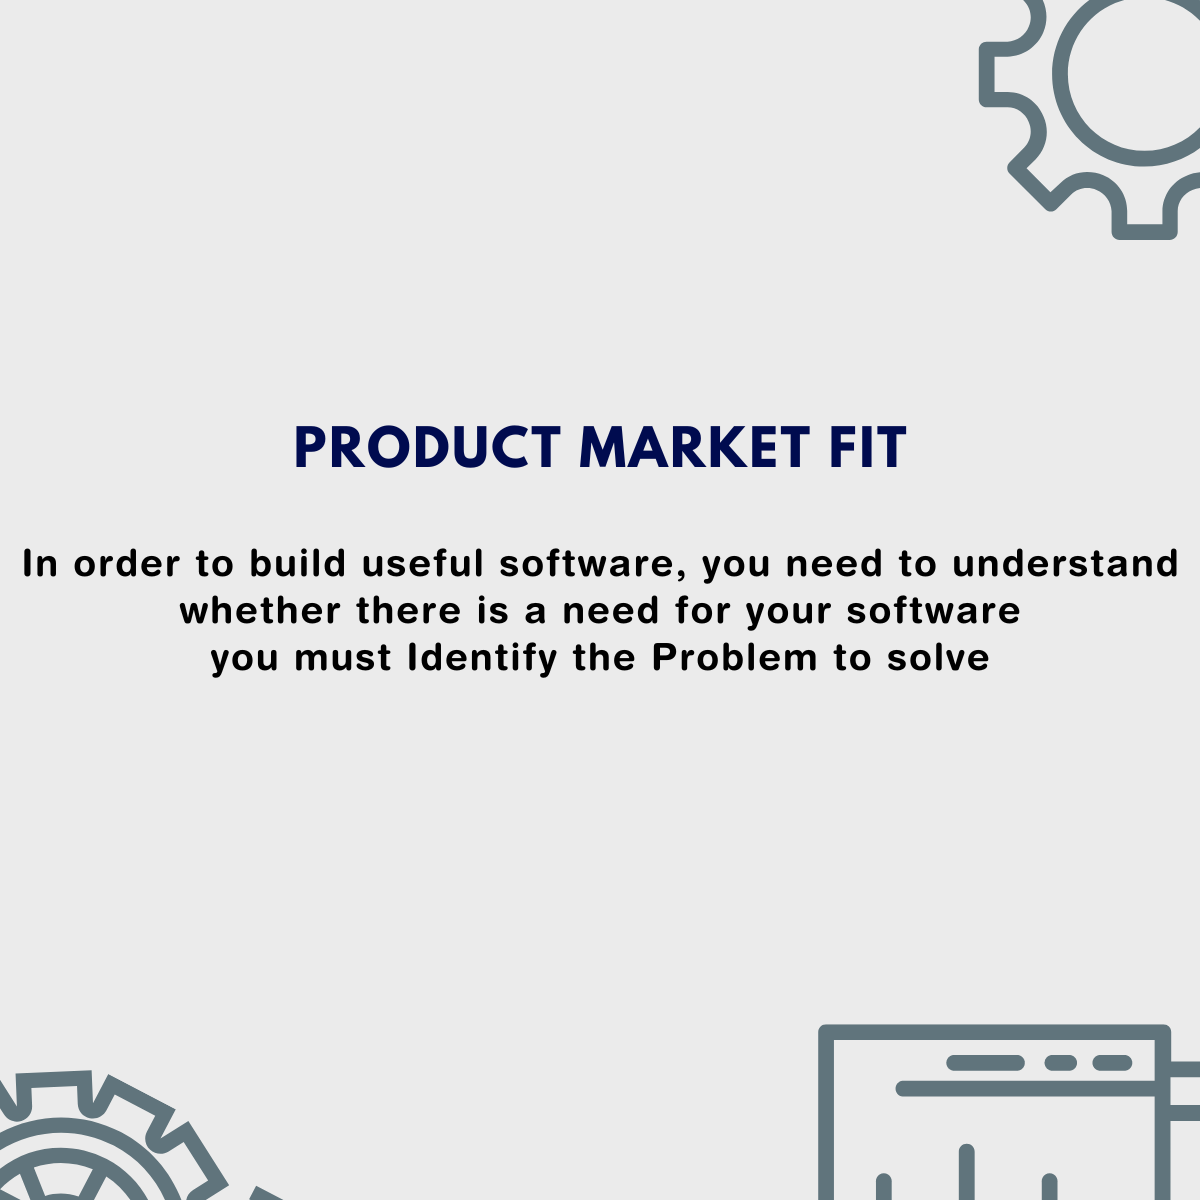 PRODUCT MARKET FIT
In order to build useful software, you need to understand
whether there is a need for your software
you must Identify the Problem to solve